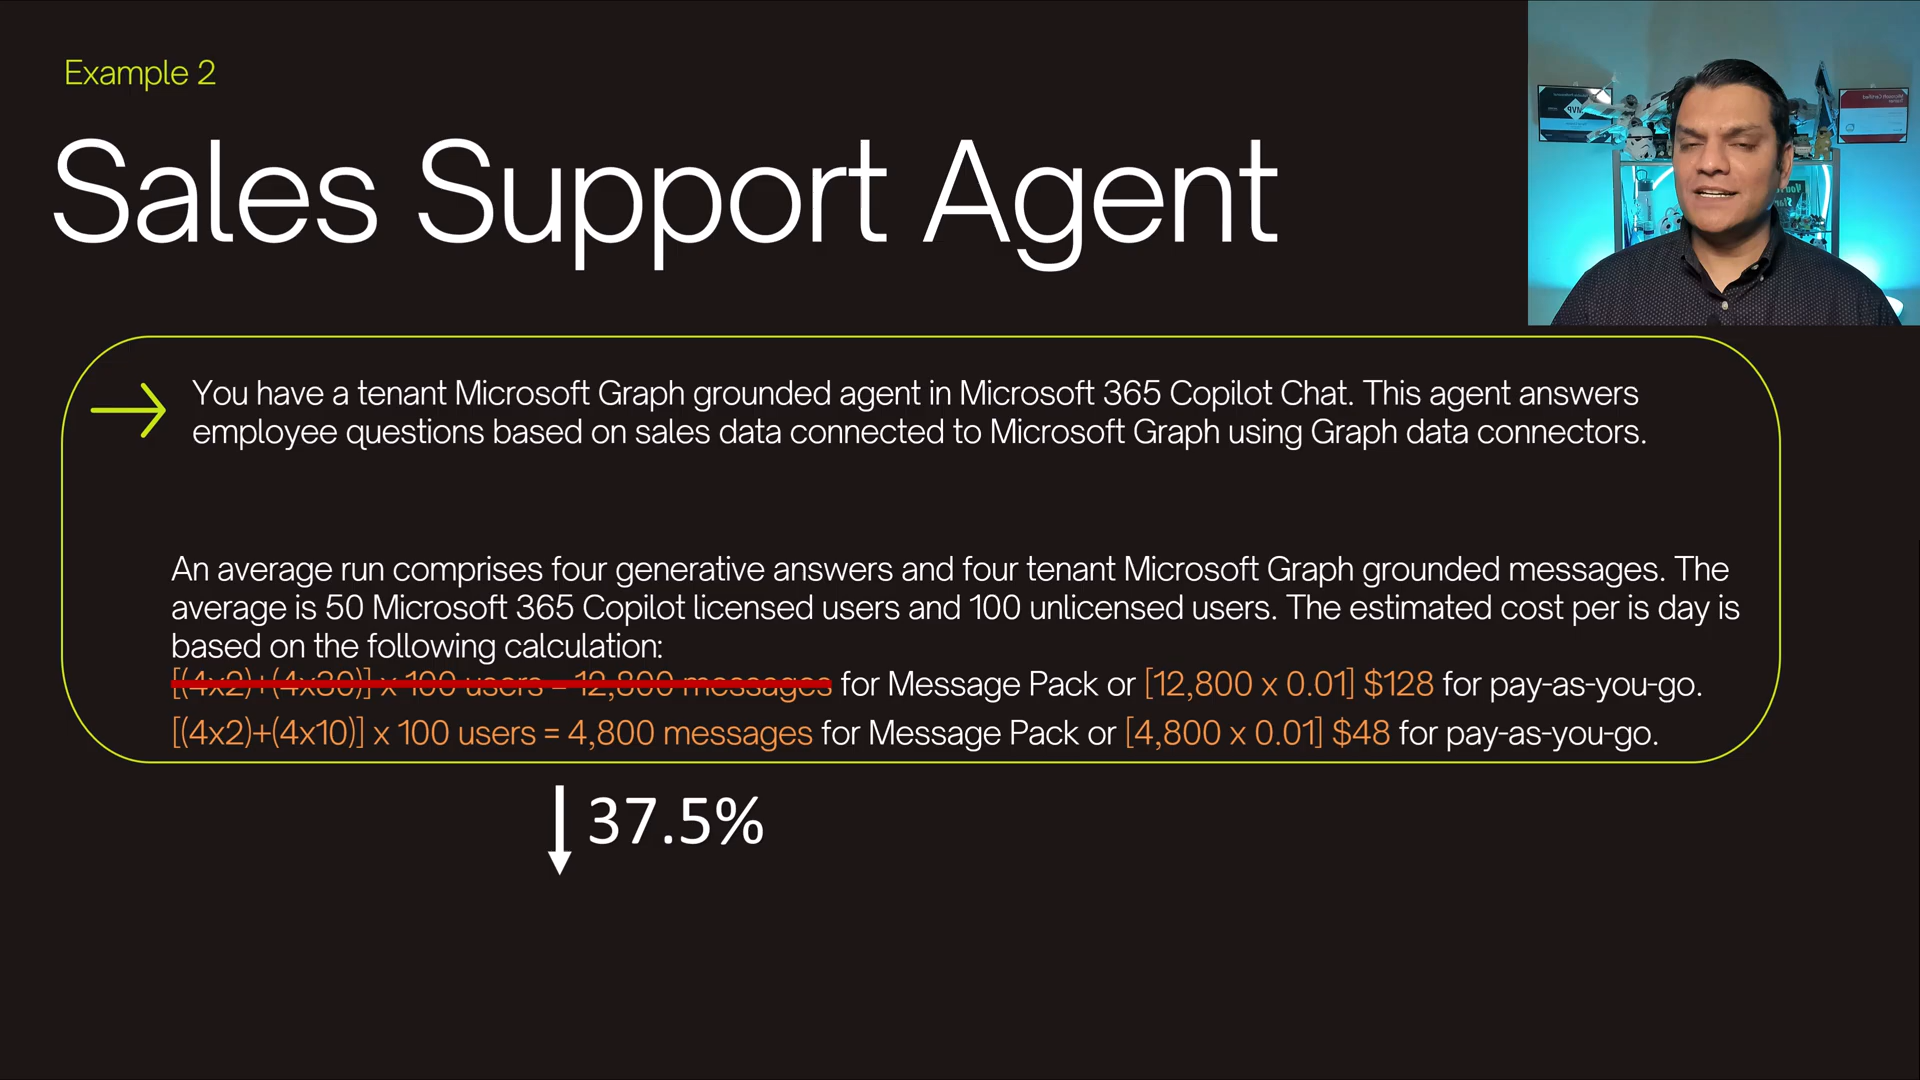 Example 2
Sales Support Agent
You have a tenant Microsoft Graph grounded agent in Microsoft 365 Copilot Chat. This agent answers
employee questions based on sales data connected to Microsoft Graph using Graph data connectors.
An average run comprises four generative answers and four tenant Microsoft Graph grounded messages. The
average is 50 Microsoft 365 Copilot licensed users and 100 unlicensed users. The estimated cost per is day is
based on the following calculation:
[(4x2)+(4x30)] x 100 users = 12,800 messages for Message Pack or [12,800 x 0.01] $128 for pay-as-you-go.
[(4x2)+(4x10)] x 100 users = 4,800 messages for Message Pack or [4,800 x 0.01] $48 for pay-as-you-go.
37.5%